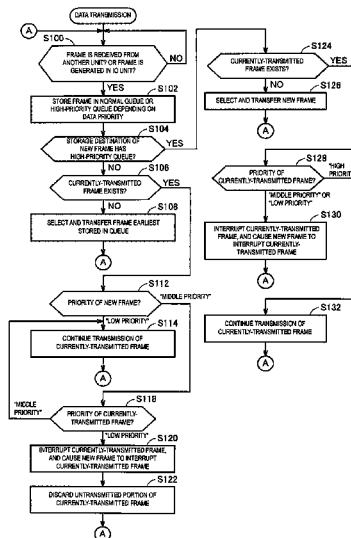 DATA TRANSMISSION
A
S100
FRAME IS RECEIVED FROM
ANOTHER UNIT? OR FRAME IS
GENERATED IN IO UNIT?
NO
YES
S102
STORE FRAME IN NORMAL QUEUE OR
HIGH-PRIORITY QUEUE DEPENDING ON
DATA PRIORITY
S104
STORAGE DESTINATION OF
NEW FRAME HAS
HIGH-PRIORITY QUEUE?
YES
NO
S106
CURRENTLY-TRANSMITTED
FRAME EXISTS?
YES
NO
S108
SELECT AND TRANSFER FRAME EARLIEST
STORED IN QUEUE
A
S112
PRIORITY OF NEW FRAME?
"MIDDLE PRIORITY"
"LOW PRIORITY"
S114
CONTINUE TRANSMISSION OF
CURRENTLY-TRANSMITTED FRAME
A
S118
"MIDDLE
PRIORITY"
PRIORITY OF CURRENTLY-
TRANSMITTED FRAME?
"LOW PRIORITY"
S120
INTERRUPT CURRENTLY-TRANSMITTED FRAME,
AND CAUSE NEW FRAME TO INTERRUPT
CURRENTLY-TRANSMITTED FRAME
S122
DISCARD UNTRANSMITTED PORTION OF
CURRENTLY-TRANSMITTED FRAME
A
S124
CURRENTLY-TRANSMITTED
FRAME EXISTS?
YES
NO
S126
SELECT AND TRANSFER NEW FRAME
A
S128
PRIORITY OF
CURRENTLY-TRANSMITTED FRAME?
"HIGH
PRIORITY"
"MIDDLE PRIORITY" OR
"LOW PRIORITY"
S130
INTERRUPT CURRENTLY-TRANSMITTED
FRAME, AND CAUSE NEW FRAME TO
INTERRUPT CURRENTLY-
TRANSMITTED FRAME
A
S132
CONTINUE TRANSMISSION OF
CURRENTLY-TRANSMITTED FRAME
A